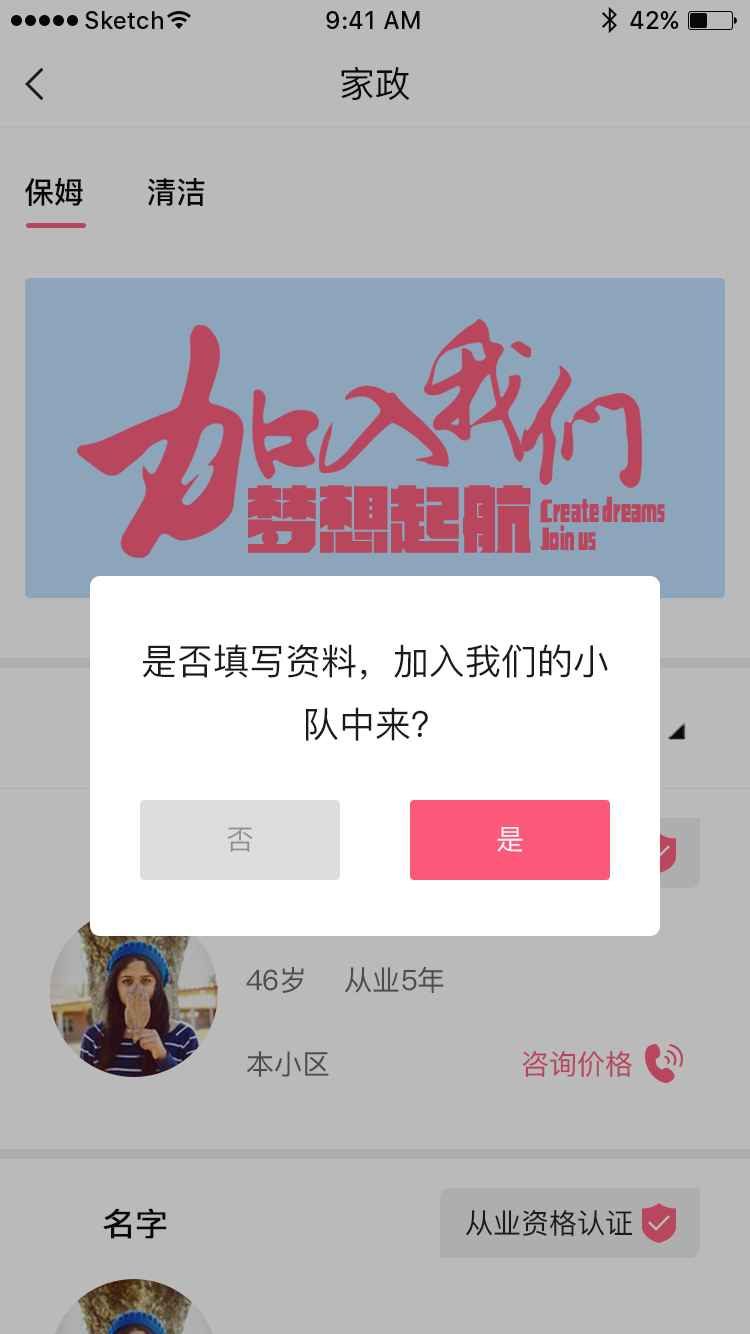 Sketch 9:41 AM 42%
家政
保姆 清洁
加入我们
梦想起航 Create dreams
Join us
是否填写资料，加入我们的小
队中来?
否 是
46岁 从业5年
本小区 咨询价格
名字 从业资格认证